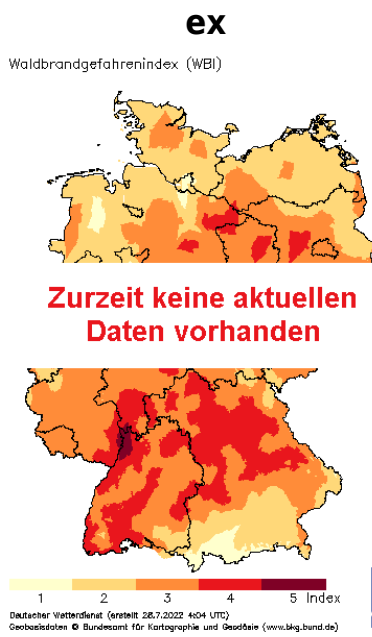 ex
Waldbrandgefahrenindex (WBI)
Zurzeit keine aktuellen
Daten vorhanden
1 2 3 4 5 Index
Deutscher Wetterdienst (erstellt 28.7.2022 4:04 UTC)
Geobasisdaten © Bundesamt für Kartographie und Geodäsie (www.bkg.bund.de)